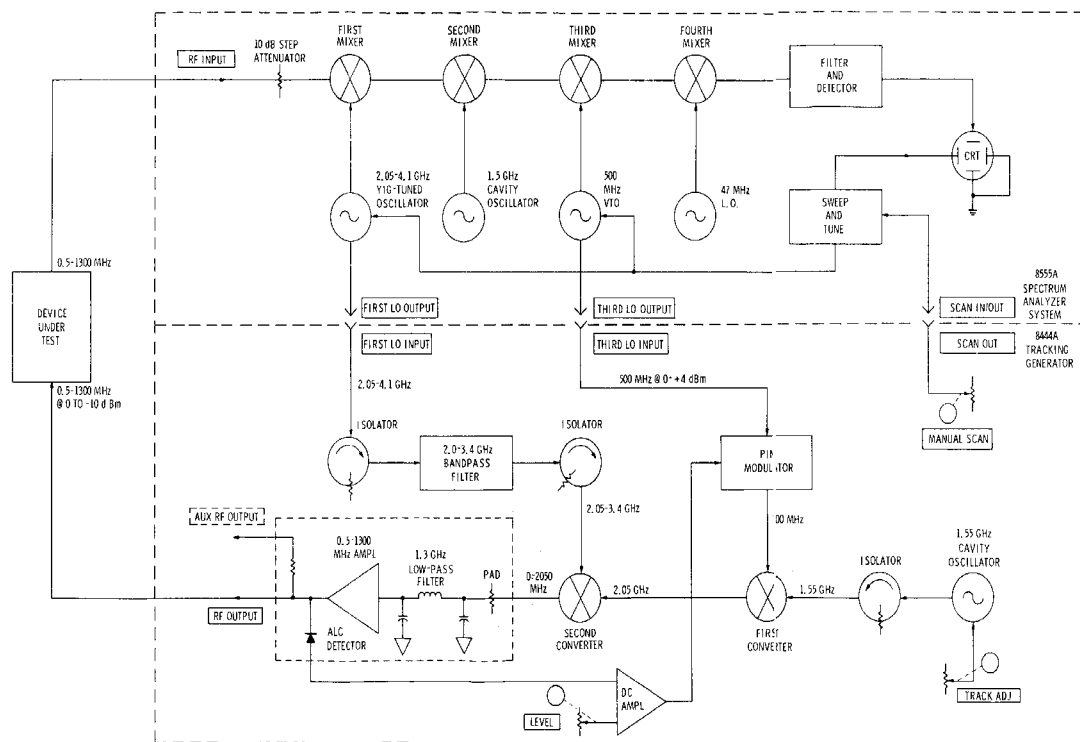 FIRST
MIXER
SECOND
MIXER
THIRD
MIXER
FOURTH
MIXER
10 dB STEP
ATTENUATOR
RF INPUT
FILTER
AND
DETECTOR
CRT
2.05-4.1 GHz
YIG-TUNED
OSCILLATOR
1.5 GHz
CAVITY
OSCILLATOR
500
MHz
VTO
47 MHz
L.O.
SWEEP
AND
TUNE
0.5-1300 MHz
DEVICE
UNDER
TEST
0.5-1300 MHz
@ 0 TO -10 dBm
FIRST LO OUTPUT
THIRD LO OUTPUT
SCAN IN/OUT
8555A
SPECTRUM
ANALYZER
SYSTEM
FIRST LO INPUT
THIRD LO INPUT
SCAN OUT
8444A
TRACKING
GENERATOR
2.05-4.1 GHz
500 MHz @ 0 + 4 dBm
MANUAL SCAN
ISOLATOR
2.0-3.4 GHz
BANDPASS
FILTER
ISOLATOR
PIN
MODULATOR
2.05-3.4 GHz
00 MHz
AUX RF OUTPUT
0.5-1300
MHz AMPL
1.3 GHz
LOW-PASS
FILTER
PAD
0-2050
MHz
2.05 GHz
1.55 GHz
ISOLATOR
1.55 GHz
CAVITY
OSCILLATOR
RF OUTPUT
ALC
DETECTOR
SECOND
CONVERTER
FIRST
CONVERTER
DC
AMPL
LEVEL
TRACK ADJ